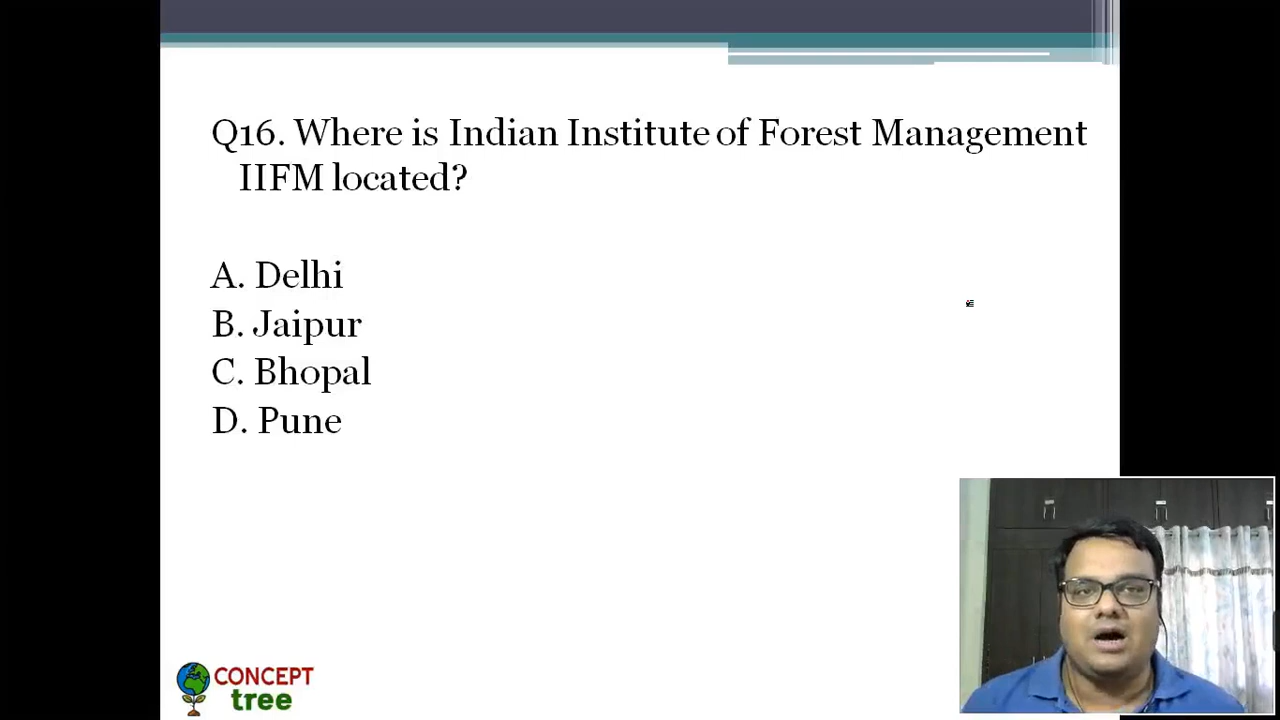 Q16. Where is Indian Institute of Forest Management
IIFM located?
A. Delhi
B. Jaipur
C. Bhopal
D. Pune
CONCEPT
tree